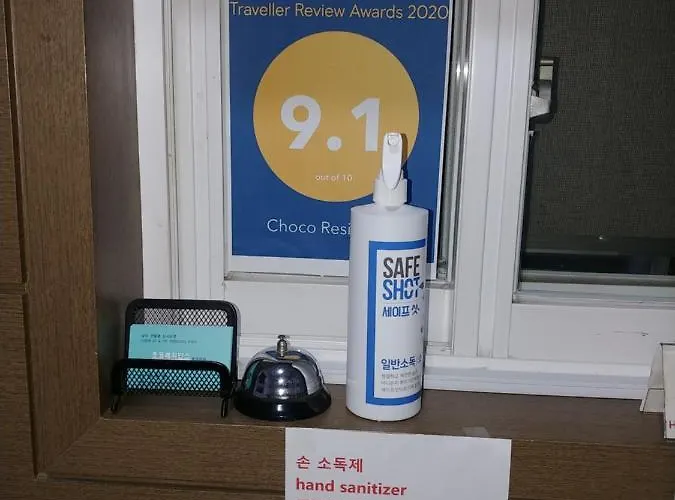 Traveller Review Awards 2020
9.1
out of 10
Choco Resi
SAFE
SHOT
세이프 샷
일반소독
손 소독제
hand sanitizer